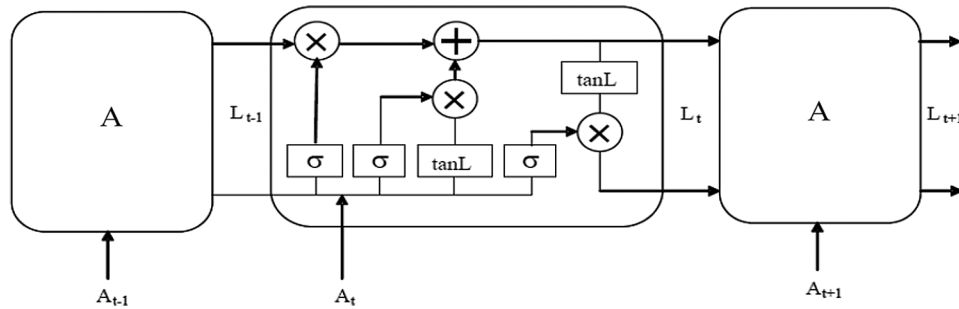 A
L t-1
σ
σ
tanL
σ
tanL
L t
A
L t+1
A t-1
A t
A t+1